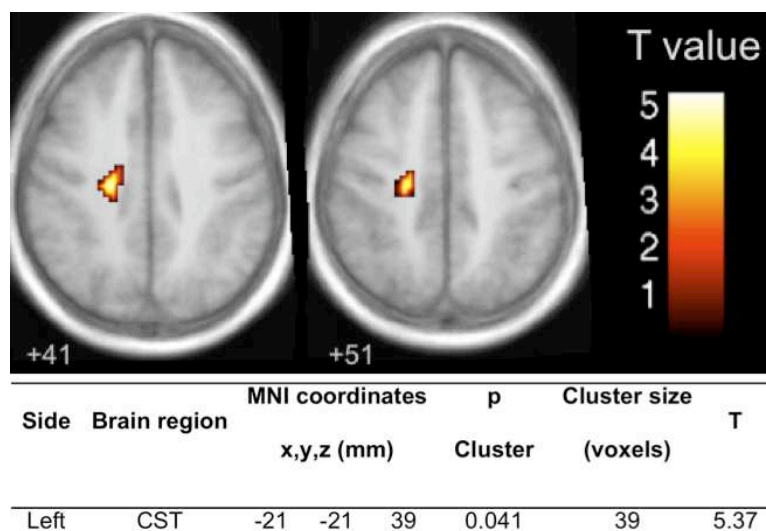 T value
5
4
3
2
1
+41 +51
MNI coordinates p Cluster size
Side Brain region T
x,y,z (mm) Cluster (voxels)
Left CST -21 -21 39 0.041 39 5.37